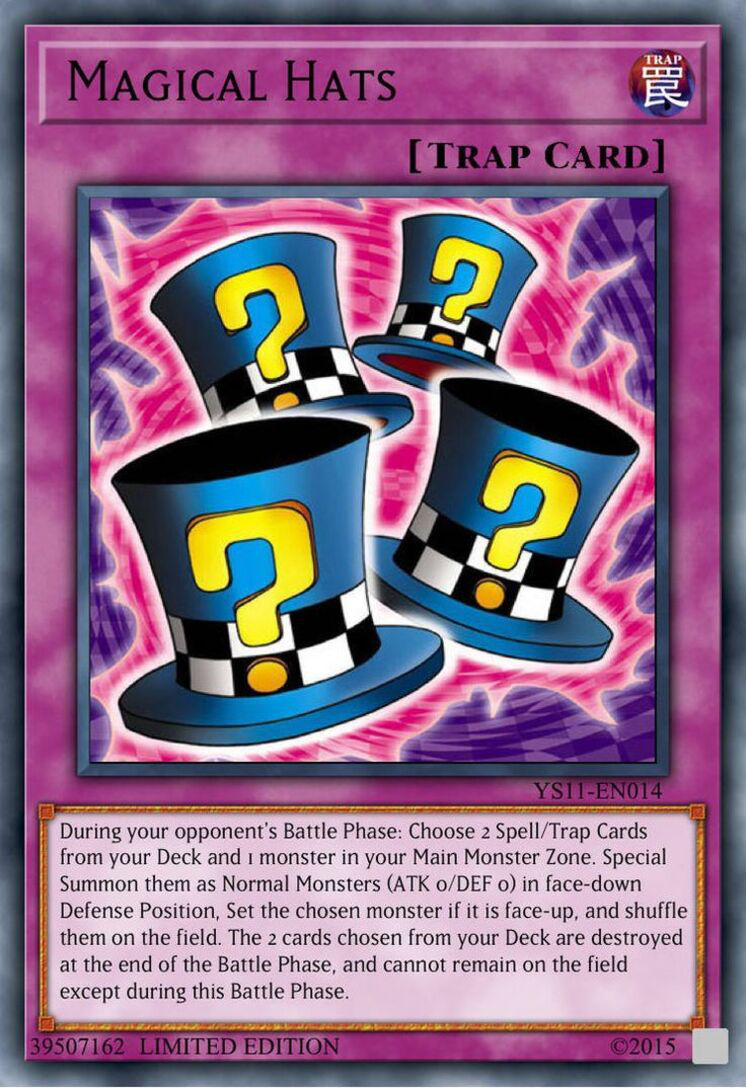 Magical Hats
TRAP
罠
[Trap Card]
?
?
?
?
YS11-EN014
During your opponent's Battle Phase: Choose 2 Spell/Trap Cards
from your Deck and 1 monster in your Main Monster Zone. Special
Summon them as Normal Monsters (ATK 0/DEF 0) in face-down
Defense Position, Set the chosen monster if it is face-up, and shuffle
them on the field. The 2 cards chosen from your Deck are destroyed
at the end of the Battle Phase, and cannot remain on the field
except during this Battle Phase.
39507162 LIMITED EDITION
©2015